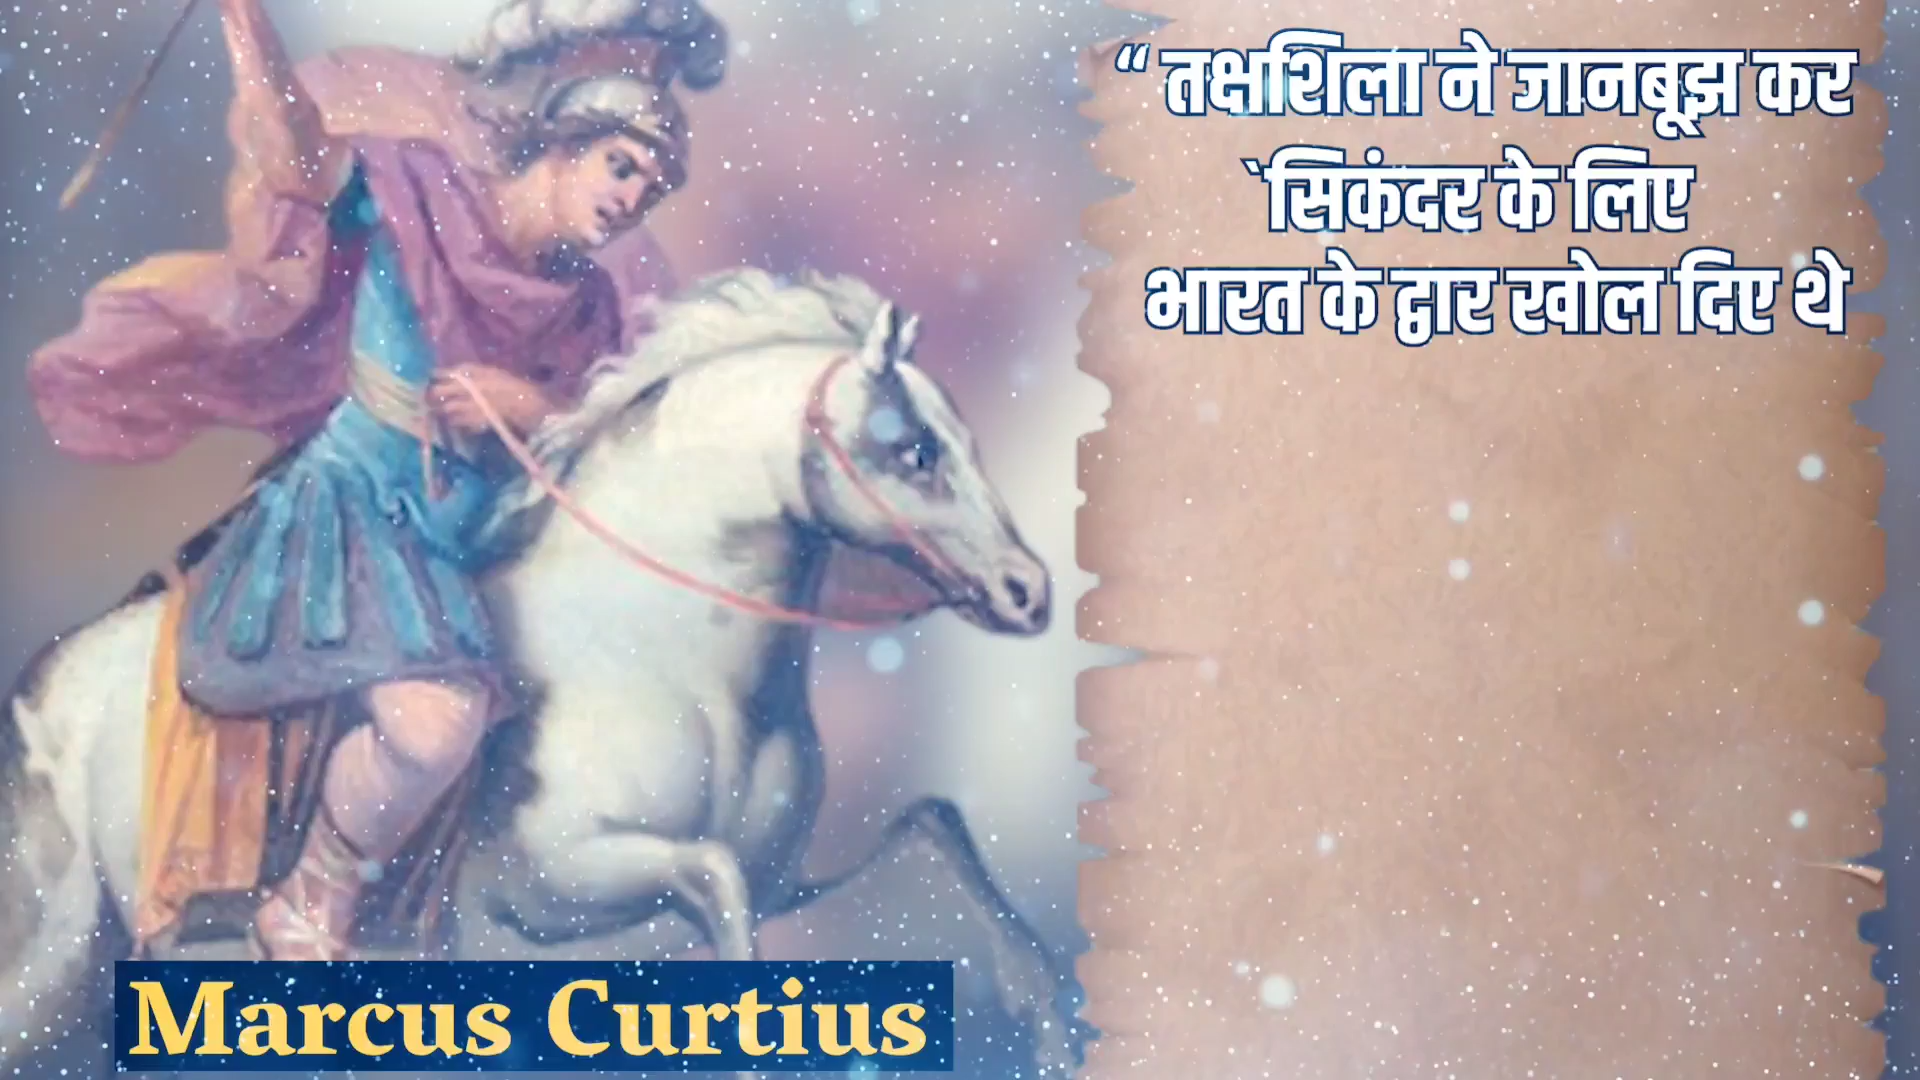 “ तक्षशिला ने जानबूझ कर
`सिकंदर के लिए
भारत के द्वार खोल दिए थे
Marcus Curtius